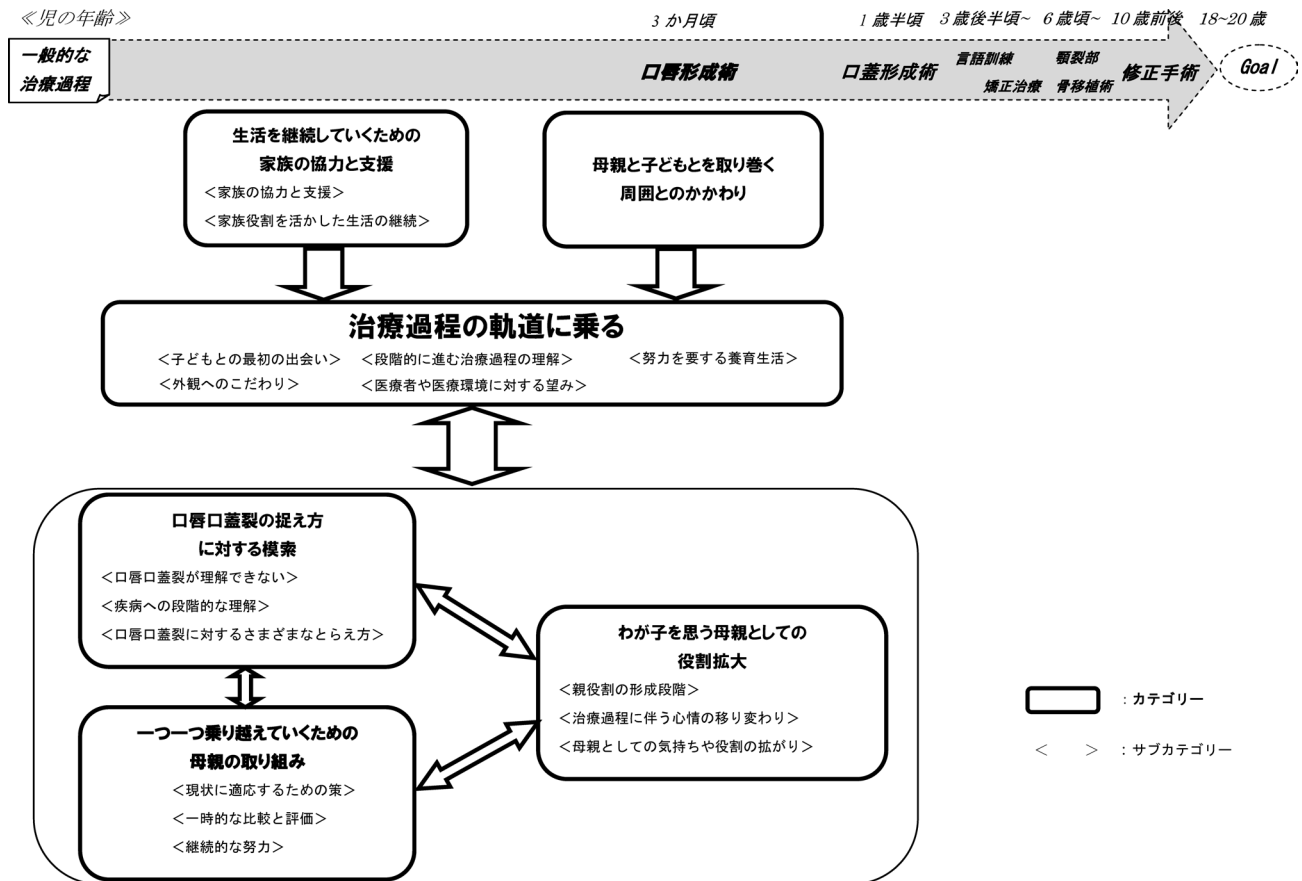 ≪児の年齢≫
3か月頃
1歳半頃
3歳後半頃~
6歳頃~
10歳前後
18~20歳
一般的な
治療過程
口唇形成術
口蓋形成術
言語訓練
矯正治療
顎裂部
骨移植術
修正手術
Goal
生活を継続していくための
家族の協力と支援
＜家族の協力と支援＞
＜家族役割を活かした生活の継続＞
母親と子どもとを取り巻く
周囲とのかかわり
治療過程の軌道に乗る
＜子どもとの最初の出会い＞
＜段階的に進む治療過程の理解＞
＜努力を要する養育生活＞
＜外観へのこだわり＞
＜医療者や医療環境に対する望み＞
口唇口蓋裂の捉え方
に対する模索
＜口唇口蓋裂が理解できない＞
＜疾病への段階的な理解＞
＜口唇口蓋裂に対するさまざまなとらえ方＞
わが子を思う母親としての
役割拡大
＜親役割の形成段階＞
＜治療過程に伴う心情の移り変わり＞
＜母親としての気持ちや役割の拡がり＞
一つ一つ乗り越えていくための
母親の取り組み
＜現状に適応するための策＞
＜一時的な比較と評価＞
＜継続的な努力＞
：カテゴリー
＜　＞：サブカテゴリー